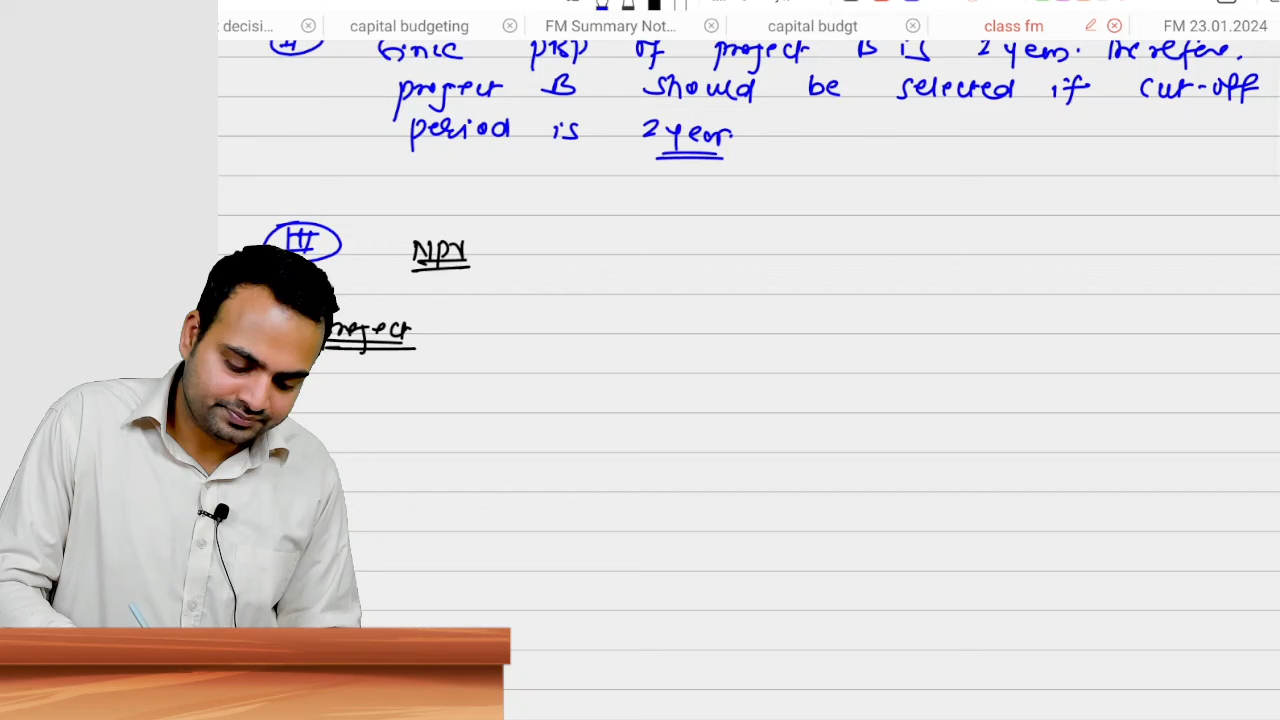 t decisi...
capital budgeting
FM Summary Not...
capital budgt
class fm
FM 23.01.2024
II Since PBP of project B is 2 years. Therefore,
project B should be selected if cut-off
period is 2 year.
III NPV